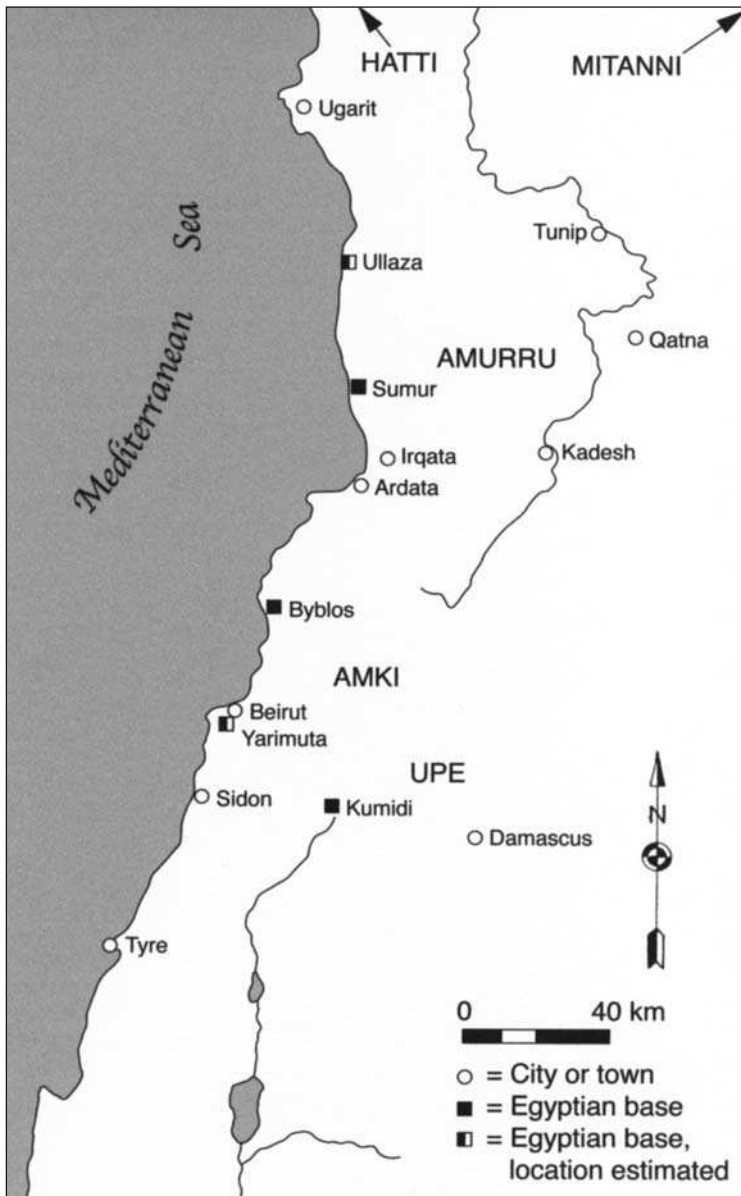 HATTI
MITANNI
Ugarit
Mediterranean Sea
Tunip
Ullaza
Qatna
AMURRU
Sumur
Irqata
Kadesh
Ardata
Byblos
AMKI
Beirut
Yarimuta
UPE
Sidon
Kumidi
N
Damascus
Tyre
0 40 km
= City or town
= Egyptian base
= Egyptian base,
location estimated